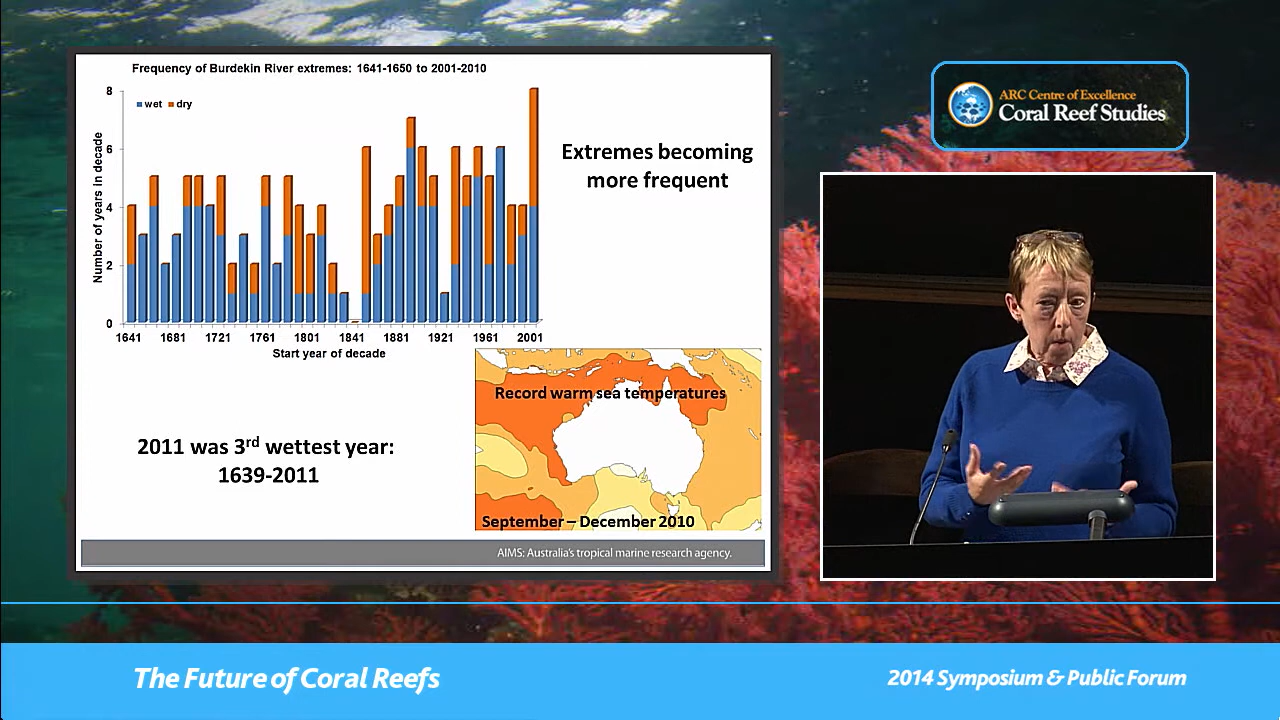 Frequency of Burdekin River extremes: 1641-1650 to 2001-2010
8
wet dry
6
4
2
0
Number of years in decade
1641 1681 1721 1761 1801 1841 1881 1921 1961 2001
Start year of decade
Extremes becoming
more frequent
2011 was 3rd wettest year:
1639-2011
Record warm sea temperatures
September – December 2010
AIMS: Australia's tropical marine research agency.
ARC Centre of Excellence
Coral Reef Studies
The Future of Coral Reefs
2014 Symposium & Public Forum